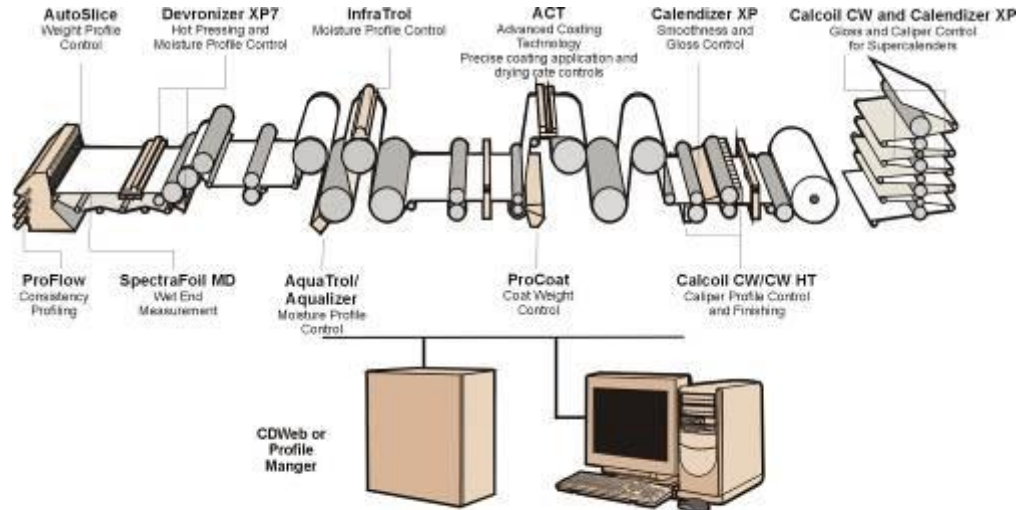 AutoSlice
Weight Profile
Control
Devronizer XP7
Hot Pressing and
Moisture Profile Control
InfraTrol
Moisture Profile Control
ACT
Advanced Coating
Technology
Precise coating application and
drying rate controls
Calendizer XP
Smoothness and
Gloss Control
Calcoil CW and Calendizer XP
Gloss and Caliper Control
for Supercalenders
ProFlow
Consistency
Profiling
SpectraFoil MD
Wet End
Measurement
AquaTrol/
Aqualizer
Moisture Profile
Control
ProCoat
Coat Weight
Control
Calcoil CW/CW HT
Caliper Profile Control
and Finishing
CDWeb or
Profile
Manger